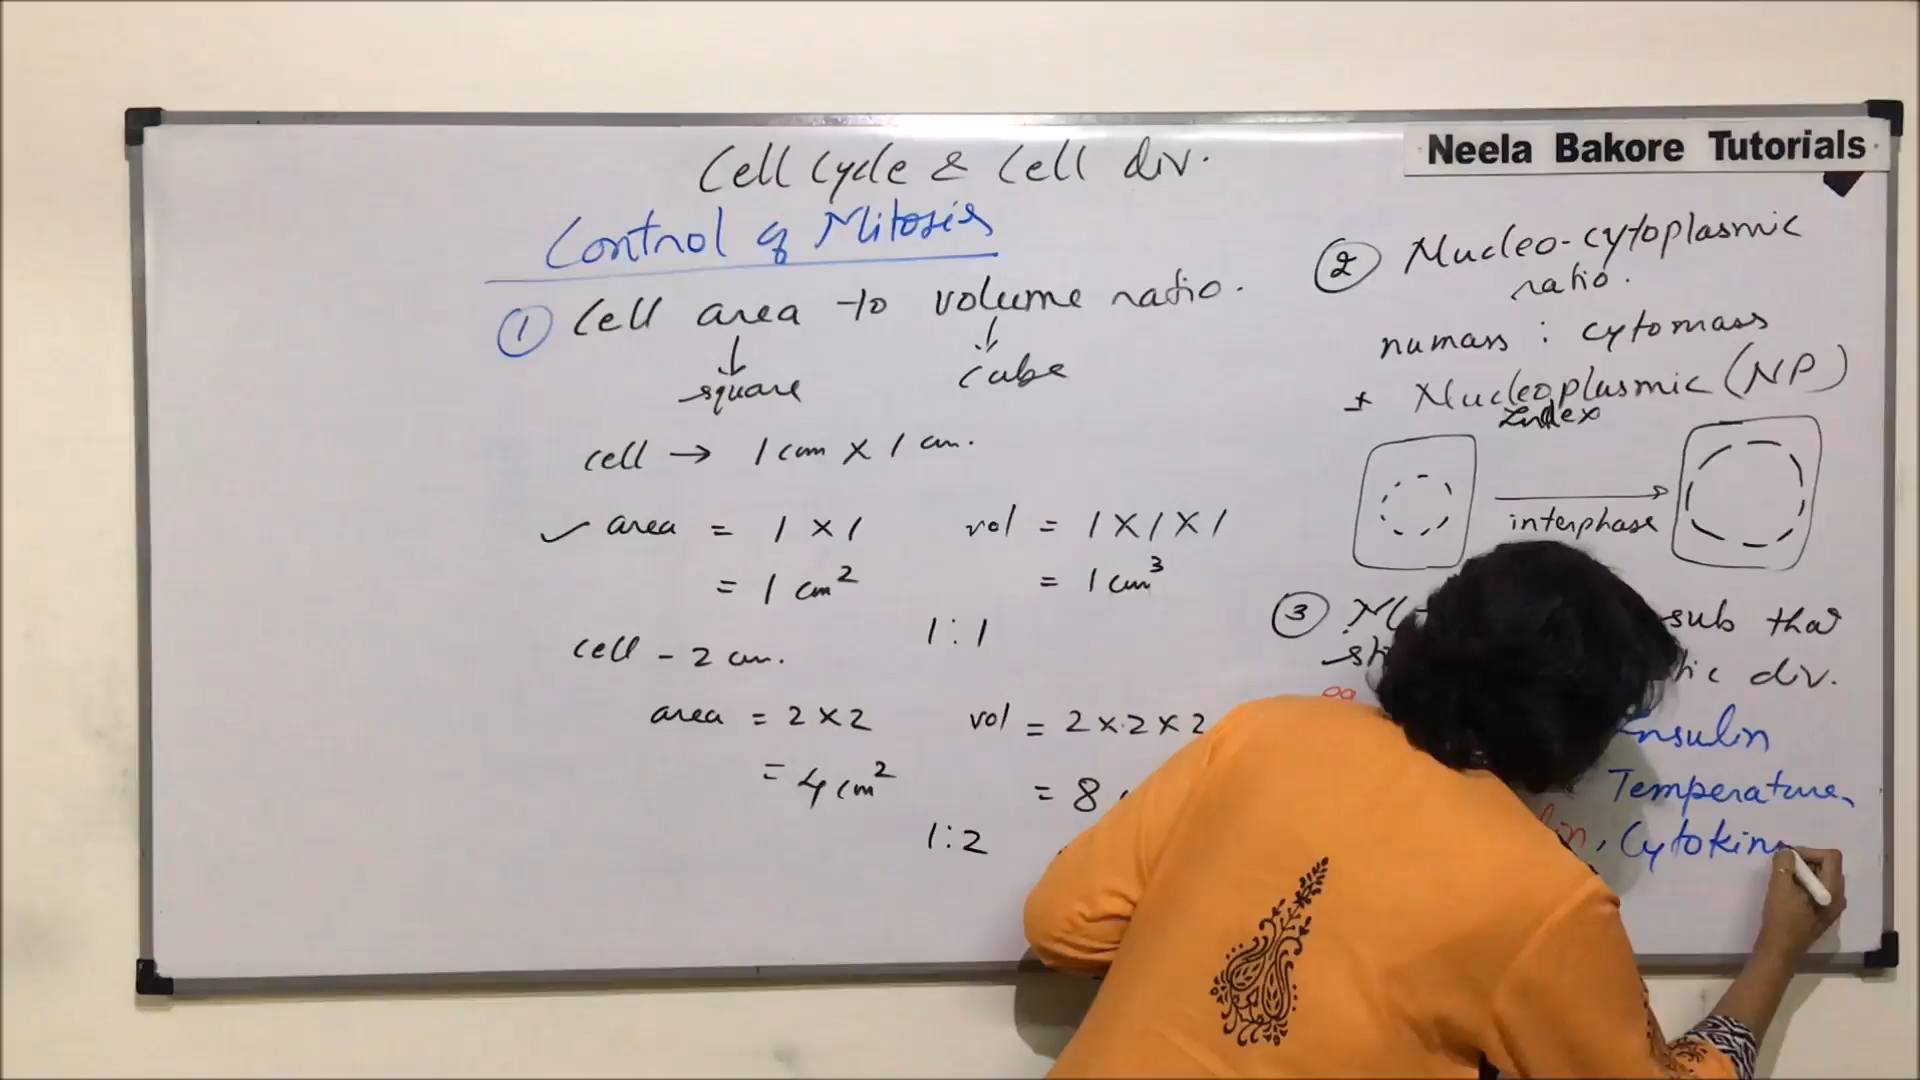 Neela Bakore Tutorials
Cell Cycle & Cell div.
Control of Mitosis
① Cell area to volume ratio.
square
cube
cell → 1 cm X 1 cm.
area = 1 X 1
= 1 cm²
vol = 1 X 1 X 1
= 1 cm³
1 : 1
cell - 2 cm.
area = 2 X 2
= 4 cm²
vol = 2 X 2 X 2
= 8
1 : 2
② Nucleo-cytoplasmic
ratio.
numass : cytomass
Nucleoplasmic (NP)
Index
interphase
③ sub that
div.
Insulin
Temperature,
, Cytokin